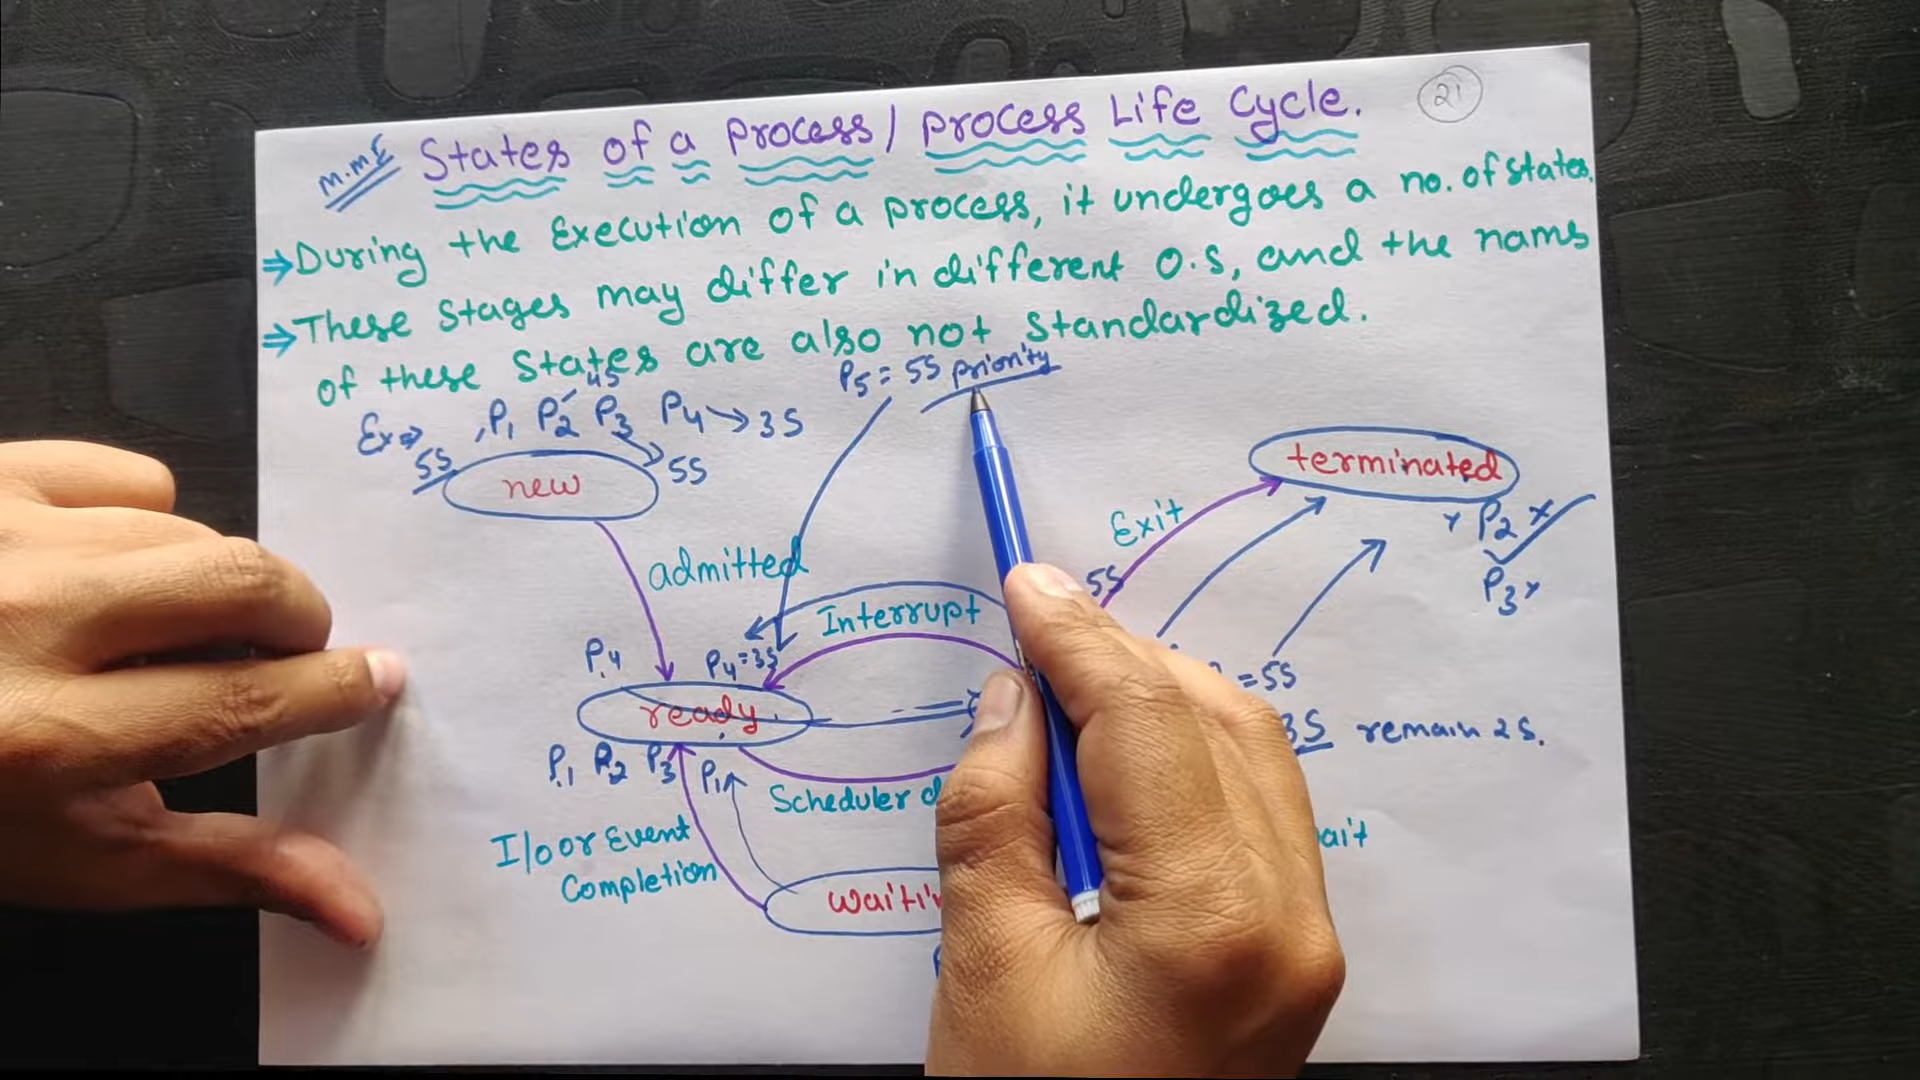 21
States of a Process / Process Life Cycle.
⇒ During the Execution of a process, it undergoes a no. of states.
⇒ These Stages may differ in different O.S, and the nams
of these States are also not Standardized.
4S
P5 = 5S priority
Ex ⇒ P1 P2 P3 P4 → 3S
5S
5S
new
terminated
P2
P3
Exit
5S
admitted
Interrupt
P4 P4 = 3S
= 5S
ready
3S remain 2S.
P1 P2 P3 P1
Scheduler
I/O or Event
Completion